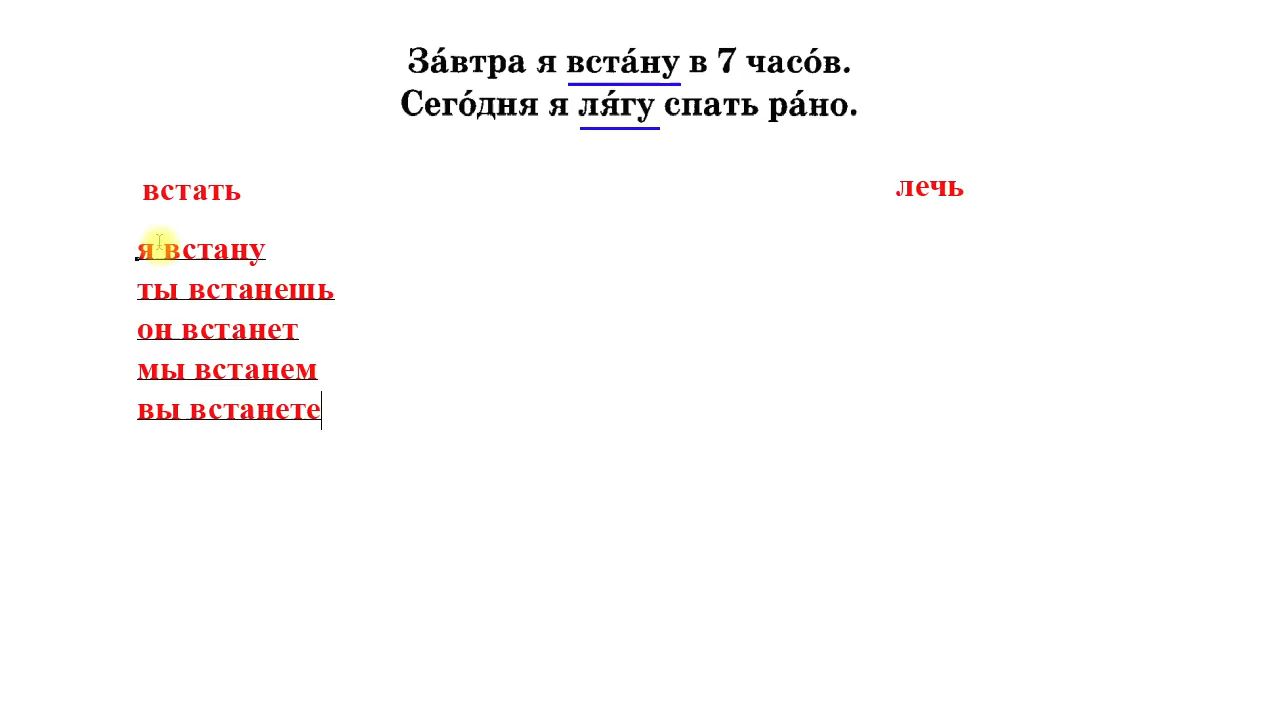 За́втра я вста́ну в 7 часо́в.
Сего́дня я ля́гу спать ра́но.
встать
лечь
я встану
ты встанешь
он встанет
мы встанем
вы встанете